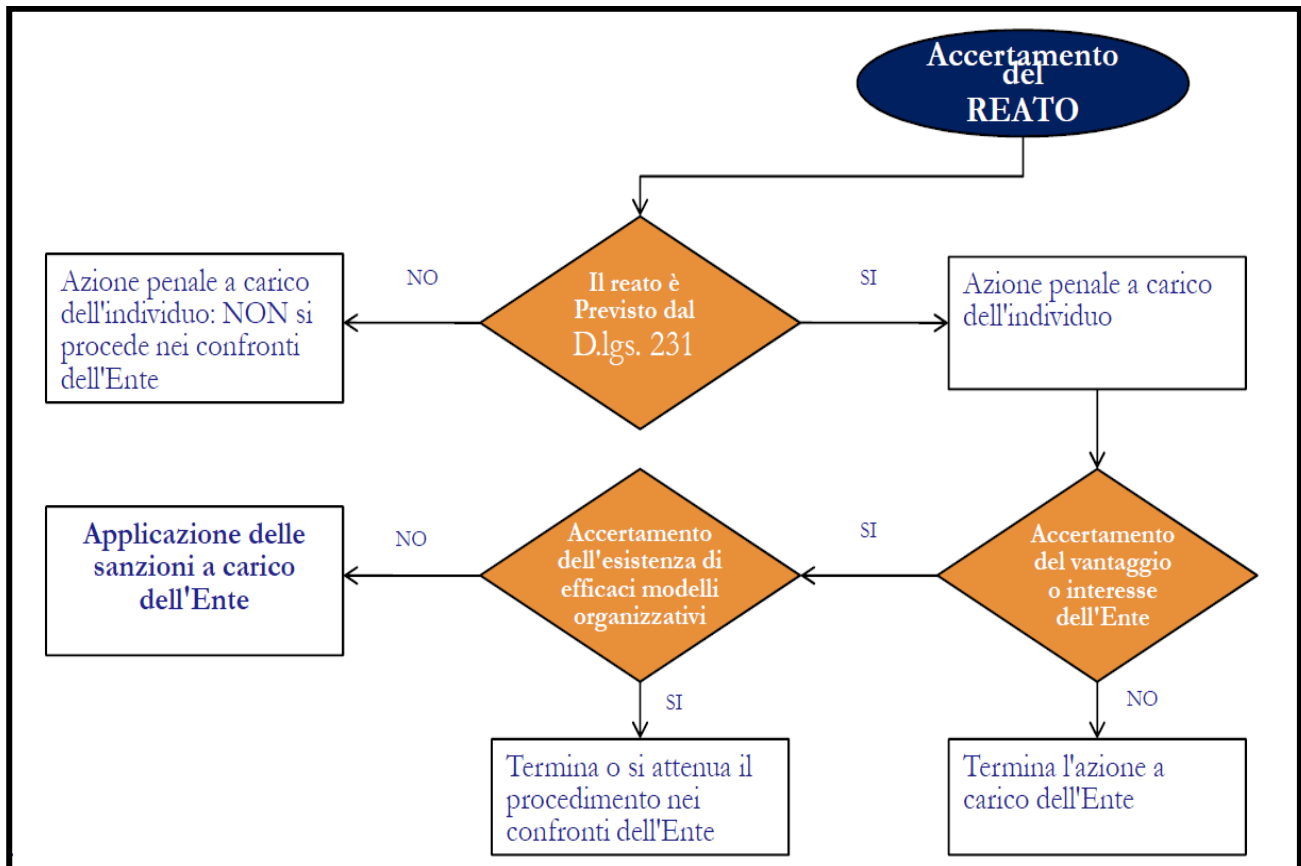 Accertamento
del
REATO
Il reato è
Previsto dal
D.lgs. 231
NO
SI
Azione penale a carico
dell'individuo: NON si
procede nei confronti
dell'Ente
Azione penale a carico
dell'individuo
Accertamento
del vantaggio
o interesse
dell'Ente
SI
NO
Accertamento
dell'esistenza di
efficaci modelli
organizzativi
NO
SI
Applicazione delle
sanzioni a carico
dell'Ente
Termina o si attenua il
procedimento nei
confronti dell'Ente
Termina l'azione a
carico dell'Ente